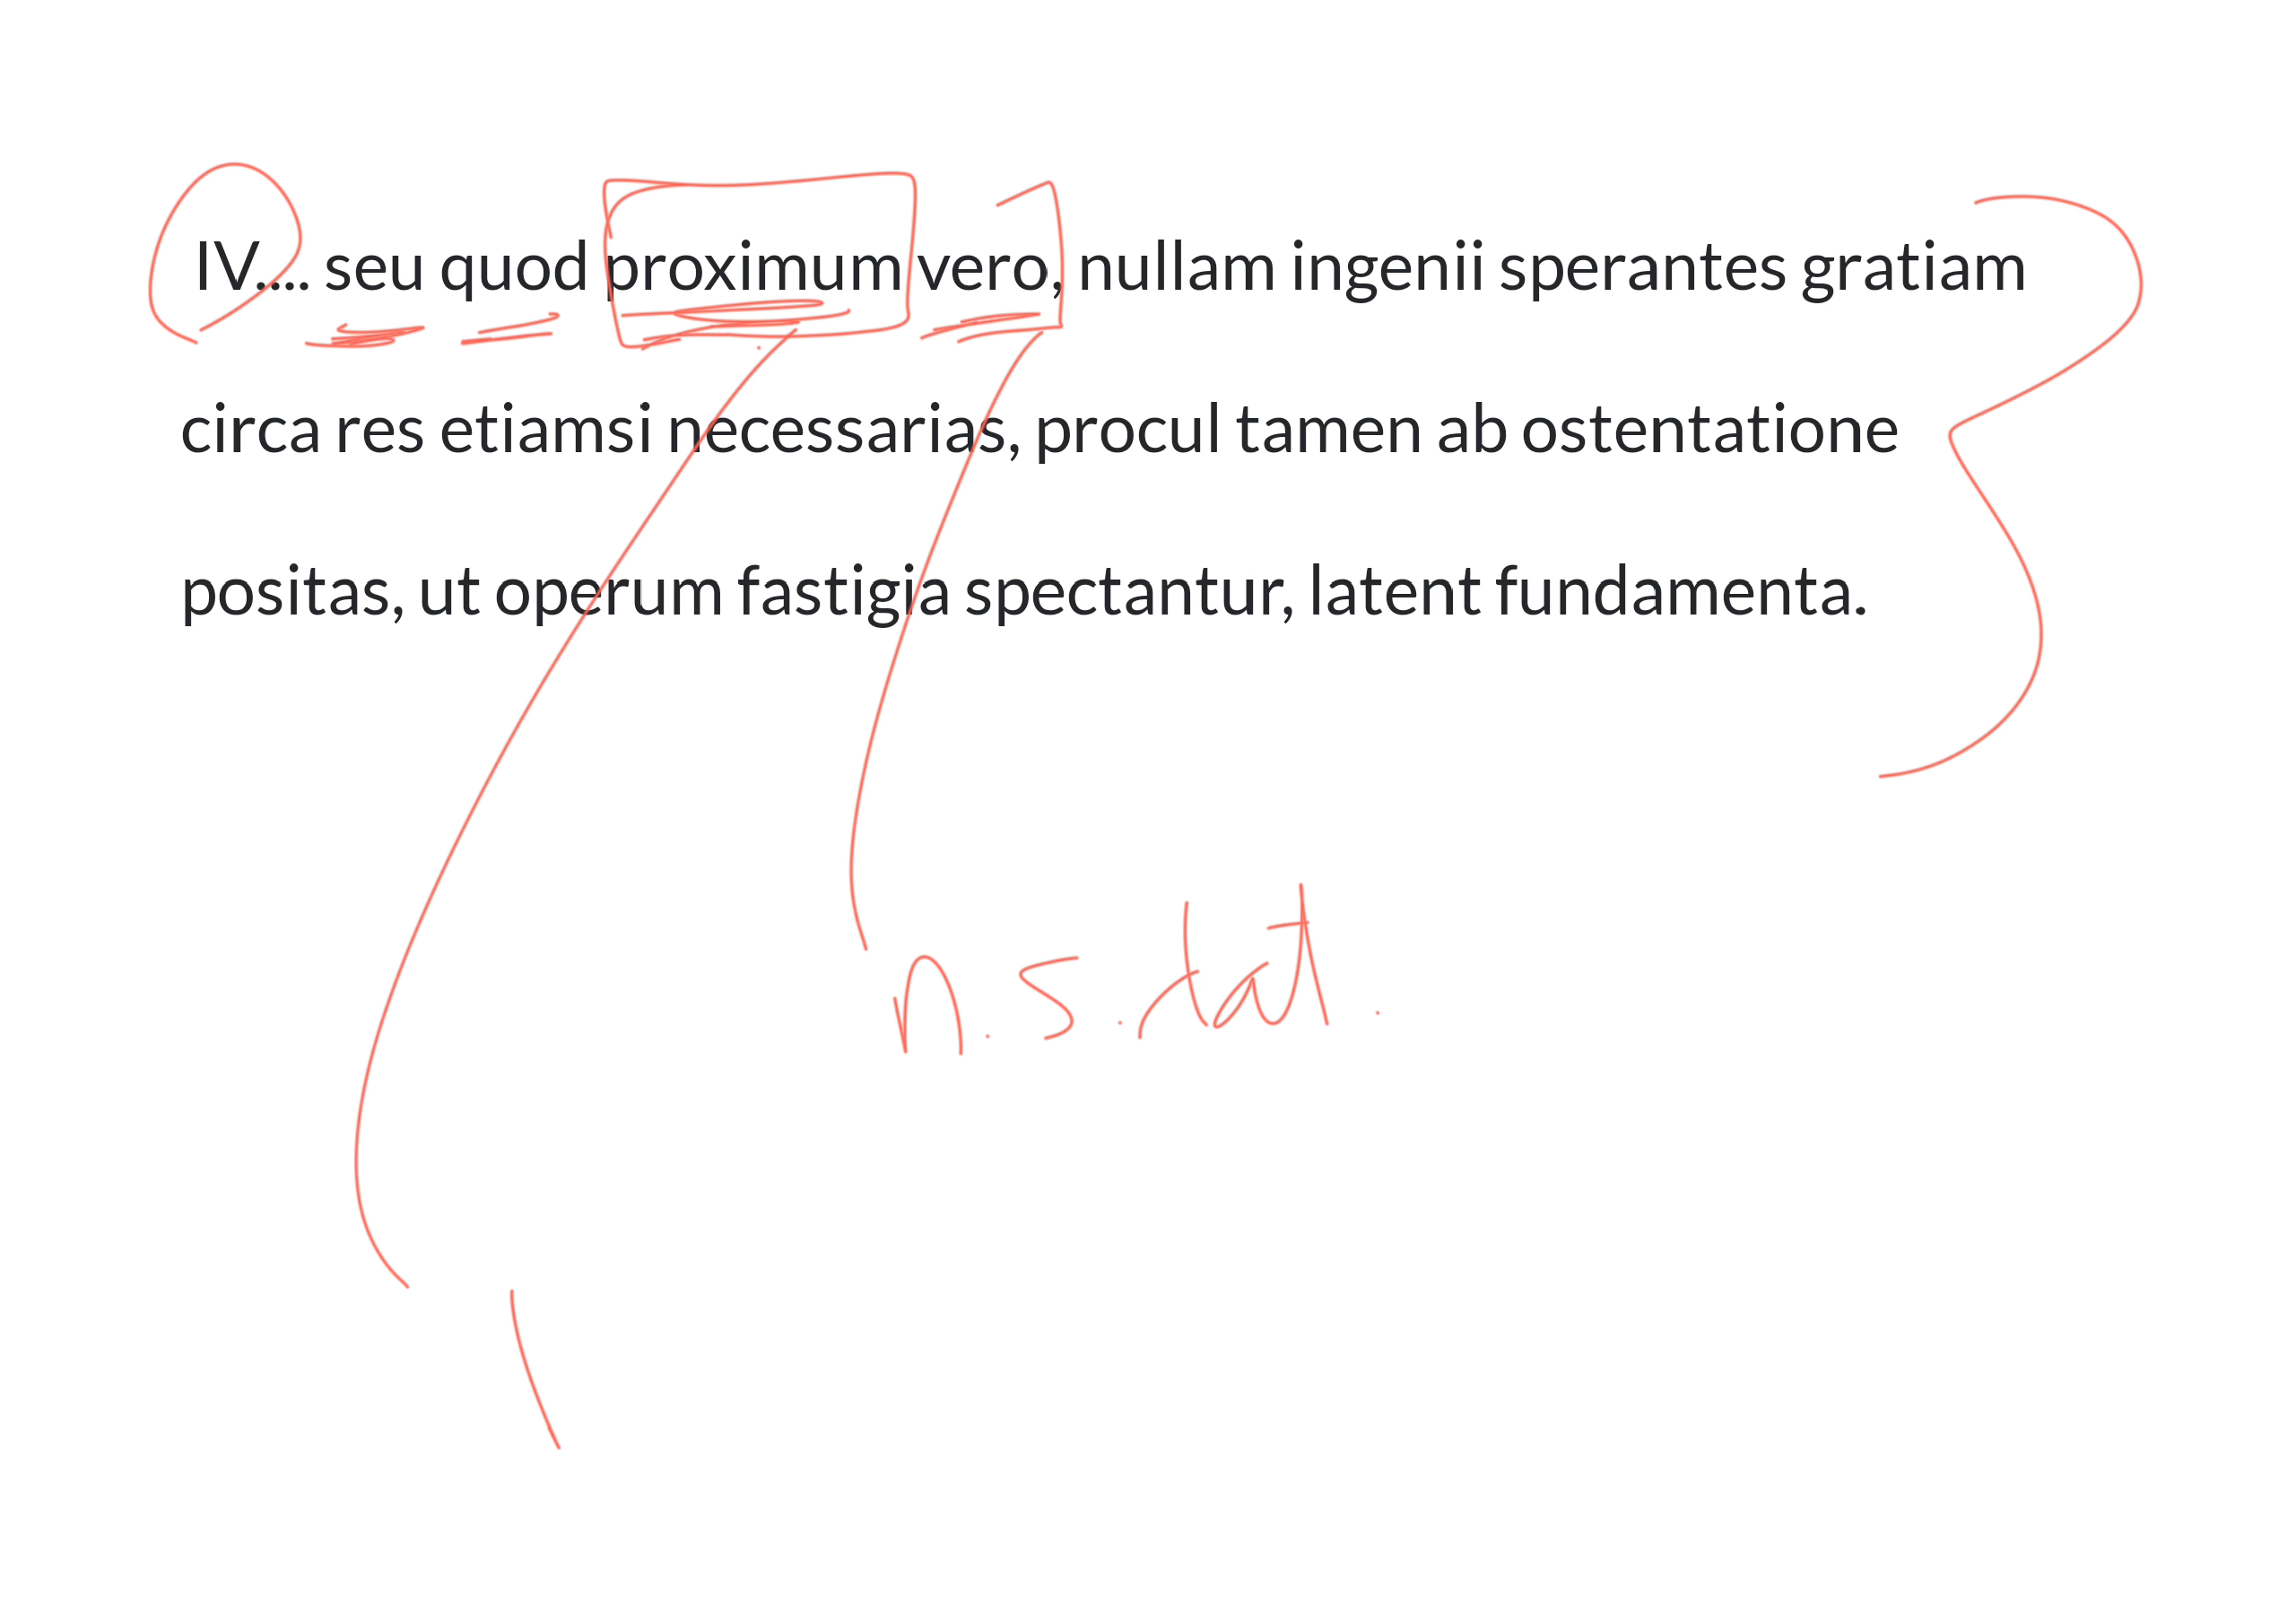 IV.... seu quod proximum vero, nullam ingenii sperantes gratiam
circa res etiamsi necessarias, procul tamen ab ostentatione
positas, ut operum fastigia spectantur, latent fundamenta.
n.s.tat.